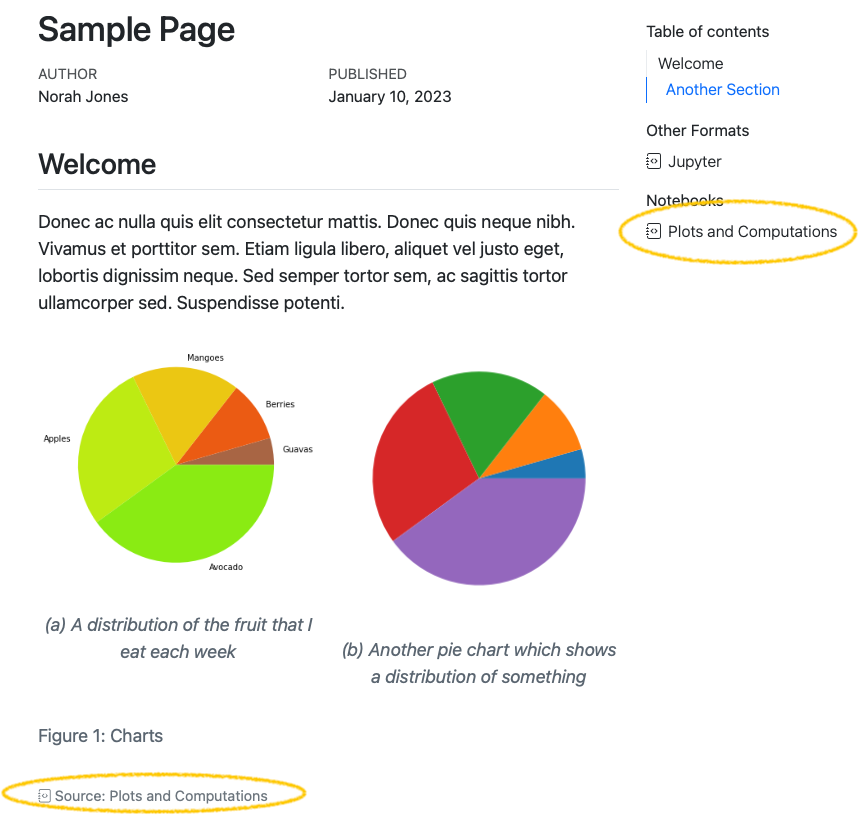 Sample Page
AUTHOR
Norah Jones
PUBLISHED
January 10, 2023
Welcome
Donec ac nulla quis elit consectetur mattis. Donec quis neque nibh.
Vivamus et porttitor sem. Etiam ligula libero, aliquet vel justo eget,
lobortis dignissim neque. Sed semper tortor sem, ac sagittis tortor
ullamcorper sed. Suspendisse potenti.
Mangoes
Berries
Apples
Guavas
Avocado
(a) A distribution of the fruit that I
eat each week
(b) Another pie chart which shows
a distribution of something
Figure 1: Charts
Source: Plots and Computations
Table of contents
Welcome
Another Section
Other Formats
Jupyter
Notebooks
Plots and Computations